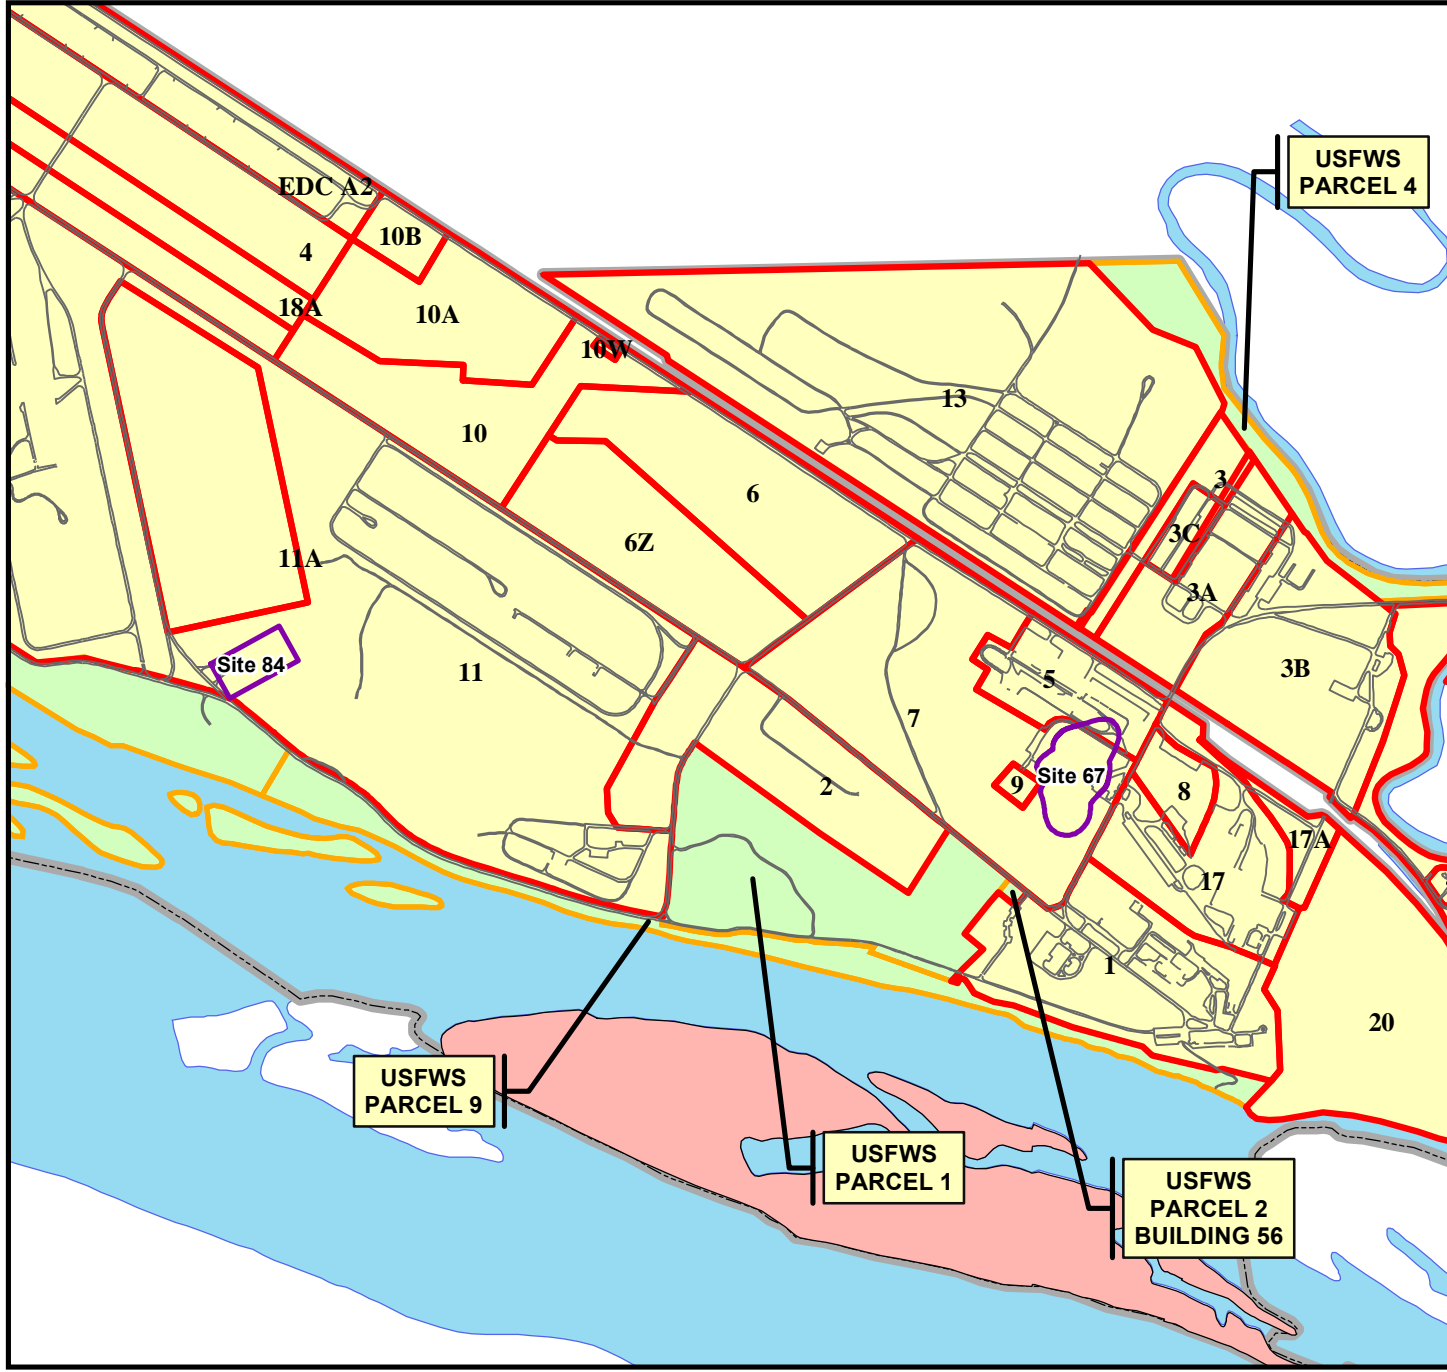 USFWS
PARCEL 4
EDC A2
10B
4
18A
10A
10W
13
10
3
6
3C
6Z
11A
3A
Site 84
11
5
3B
7
Site 67
9
2
8
17A
17
1
20
USFWS
PARCEL 9
USFWS
PARCEL 1
USFWS
PARCEL 2
BUILDING 56